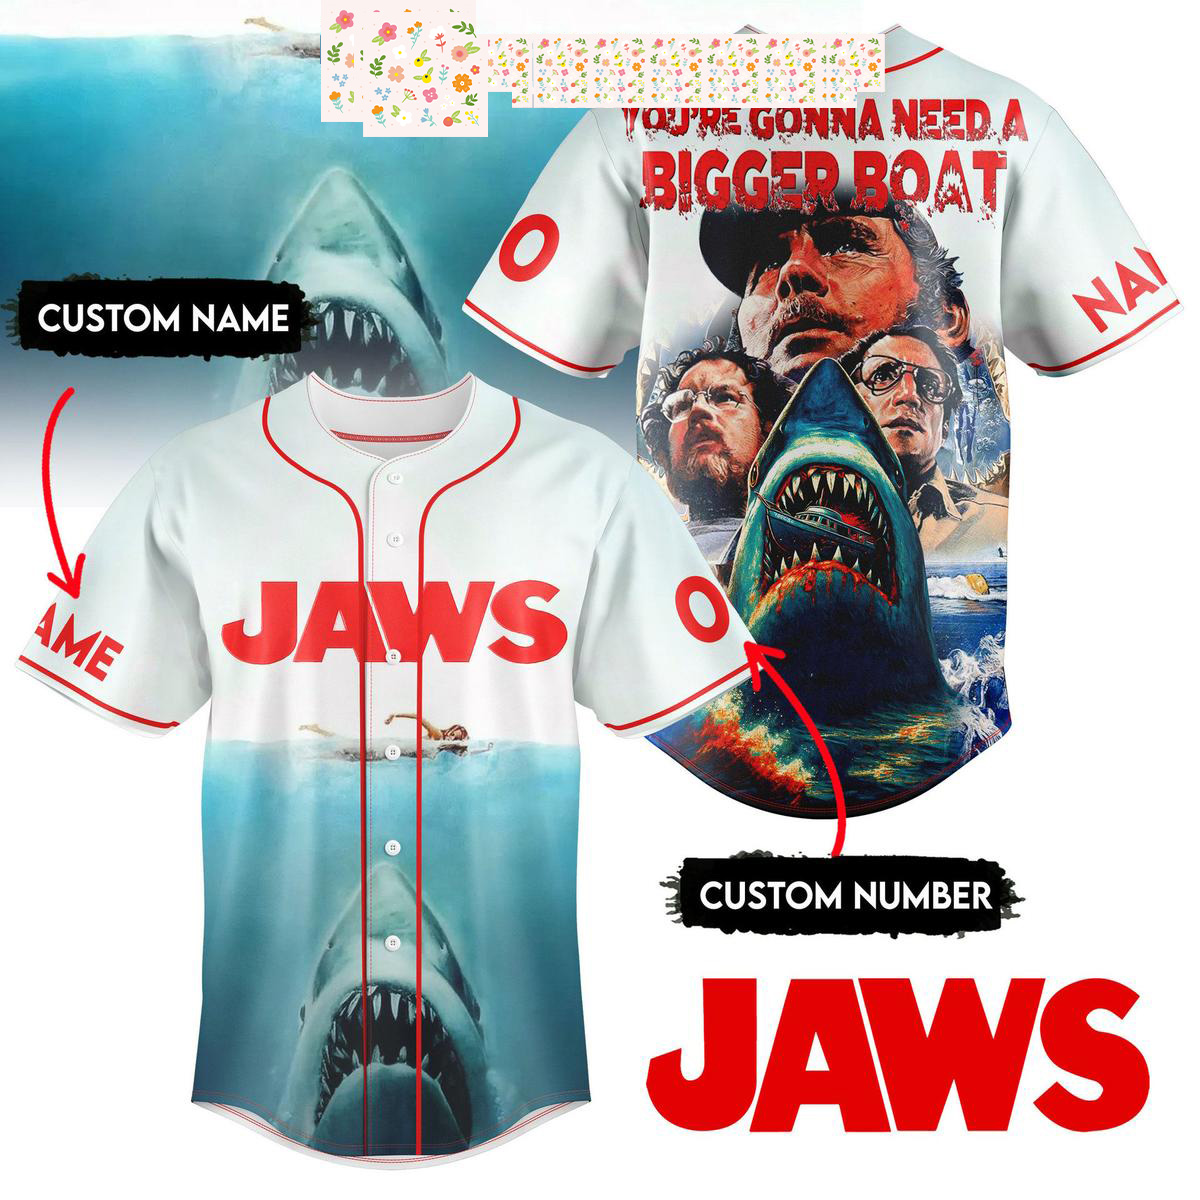 YOU'RE GONNA NEED A
BIGGER BOAT
0
NAM
CUSTOM NAME
JAWS
AME
0
CUSTOM NUMBER
JAWS